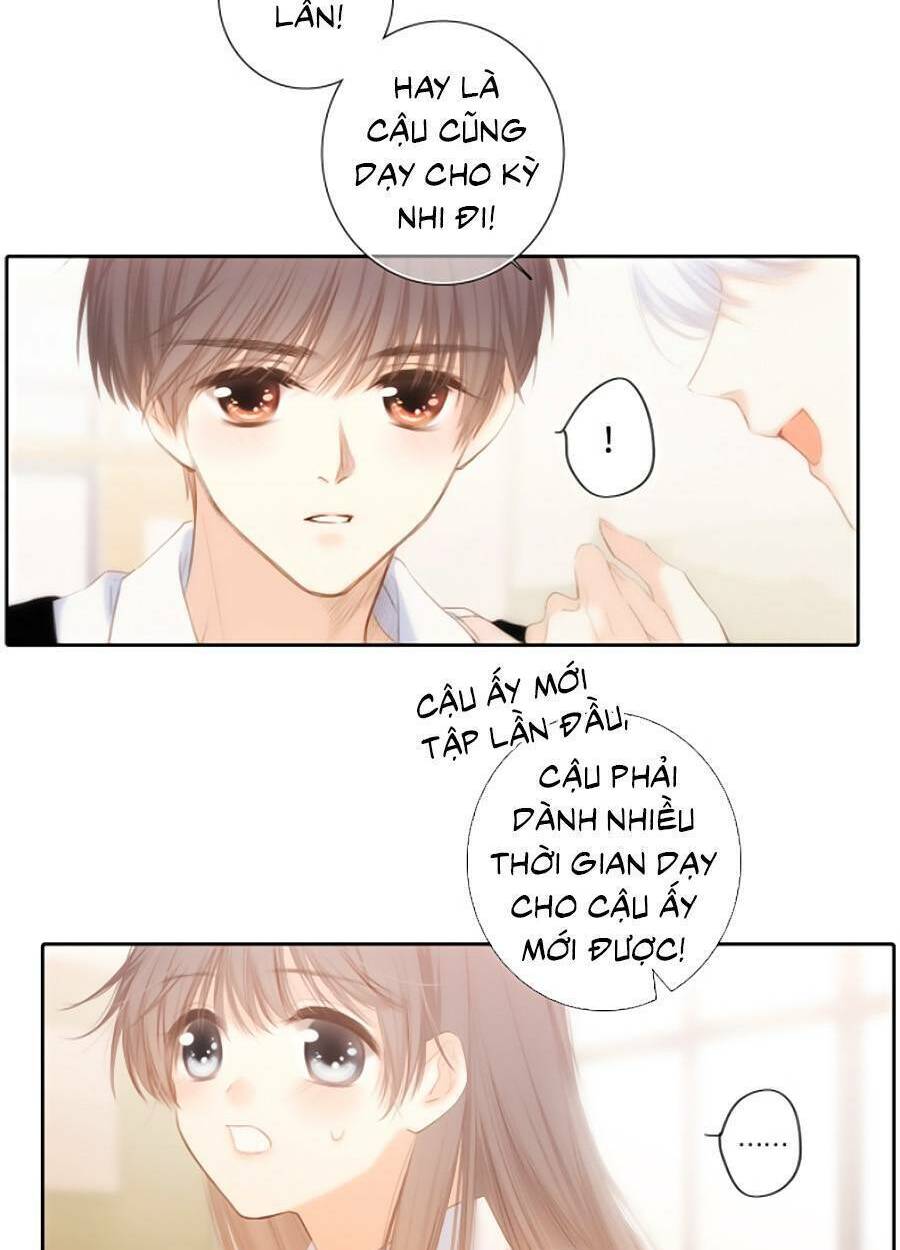 LẦN!
HAY LÀ
CẬU CŨNG
DẠY CHO KỲ
NHI ĐI!
!
CẬU ẤY MỚI
TẬP LẦN ĐẦU,
CẬU PHẢI
DÀNH NHIỀU
THỜI GIAN DẠY
CHO CẬU ẤY
MỚI ĐƯỢC!
......